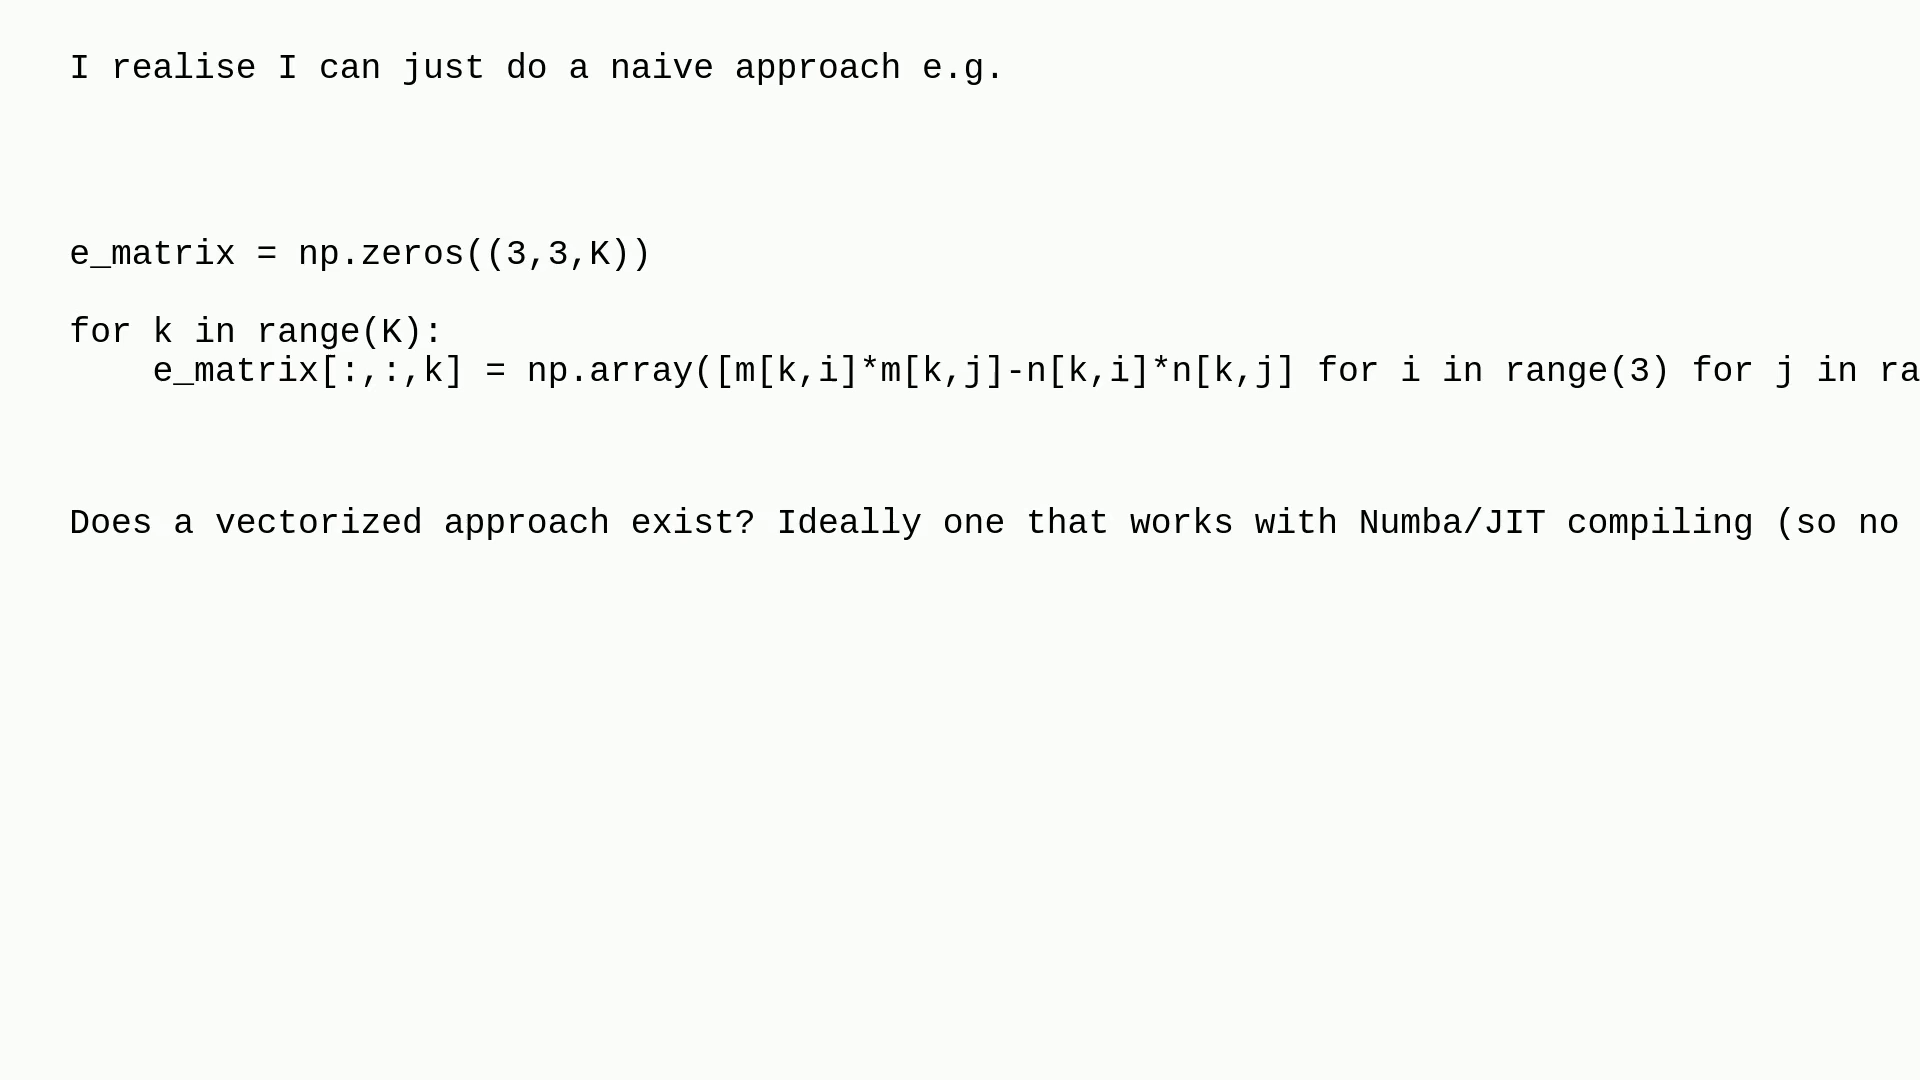 I realise I can just do a naive approach e.g.
e_matrix = np.zeros((3,3,K))
for k in range(K):
    e_matrix[:,:,k] = np.array([m[k,i]*m[k,j]-n[k,i]*n[k,j] for i in range(3) for j in ra
Does a vectorized approach exist? Ideally one that works with Numba/JIT compiling (so no